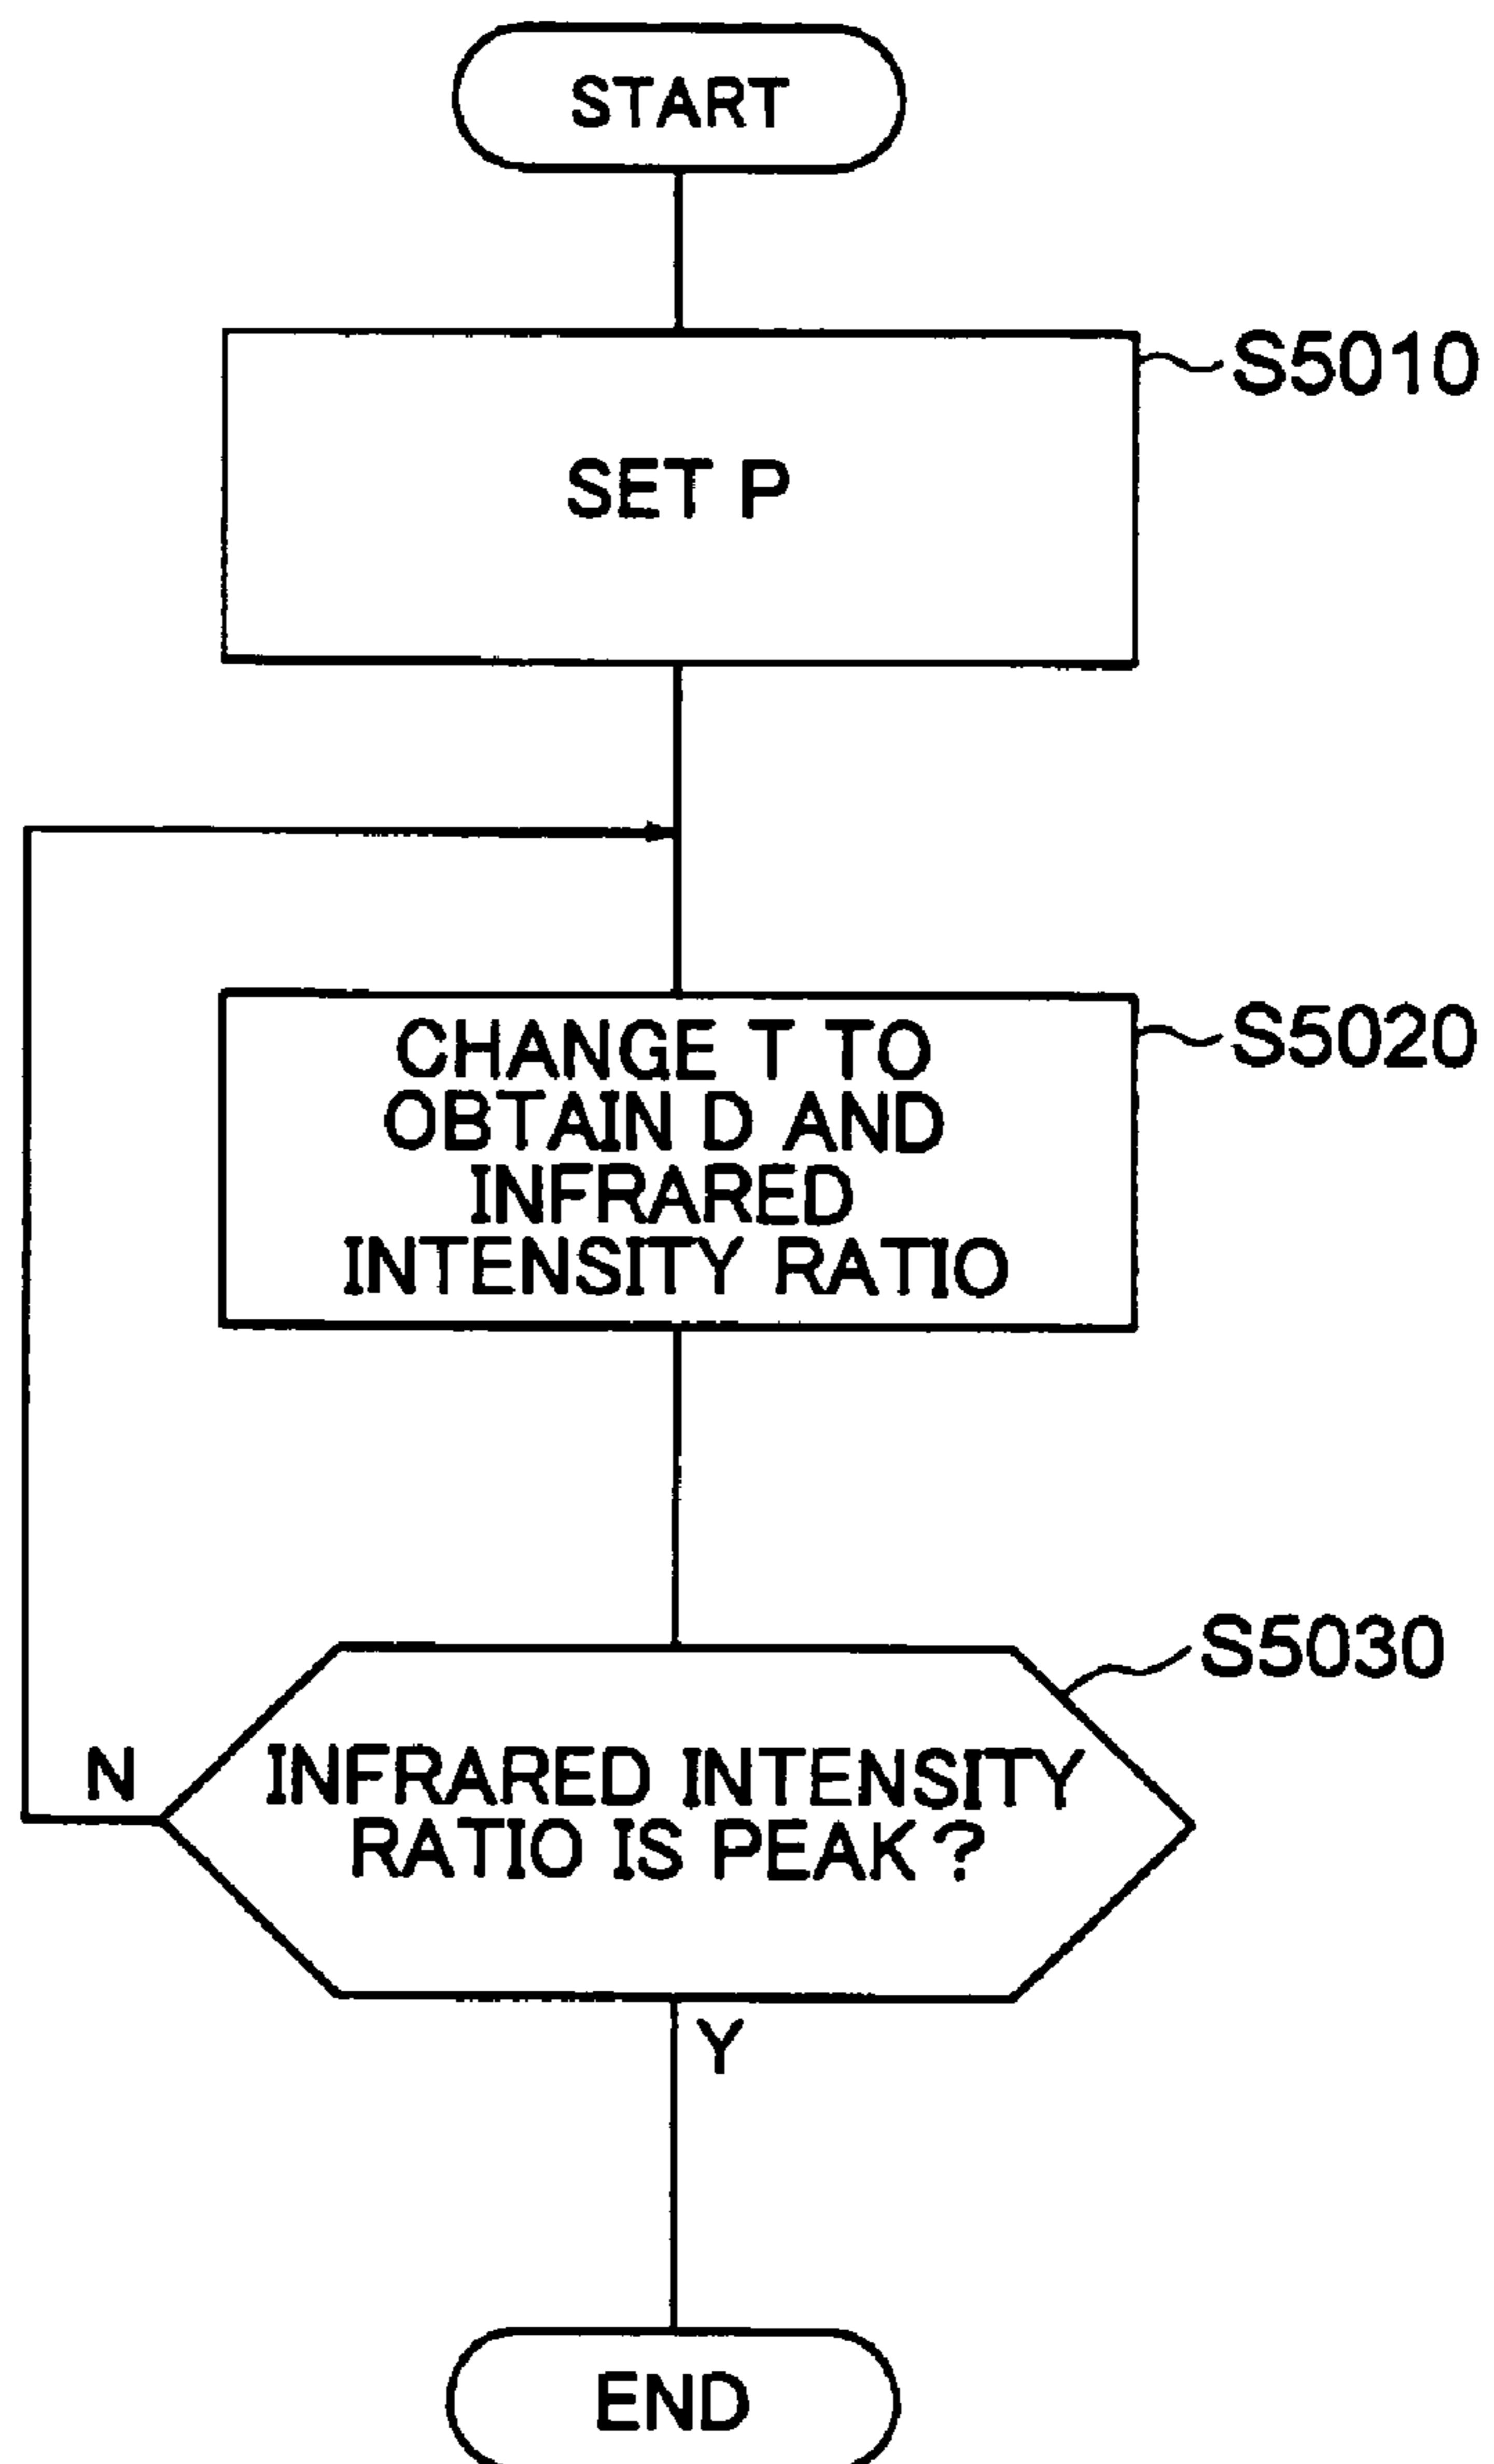 START
S5010
SET P
S5020
CHANGE T TO
OBTAIN D AND
INFRARED
INTENSITY RATIO
S5030
N
INFRARED INTENSITY
RATIO IS PEAK ?
Y
END